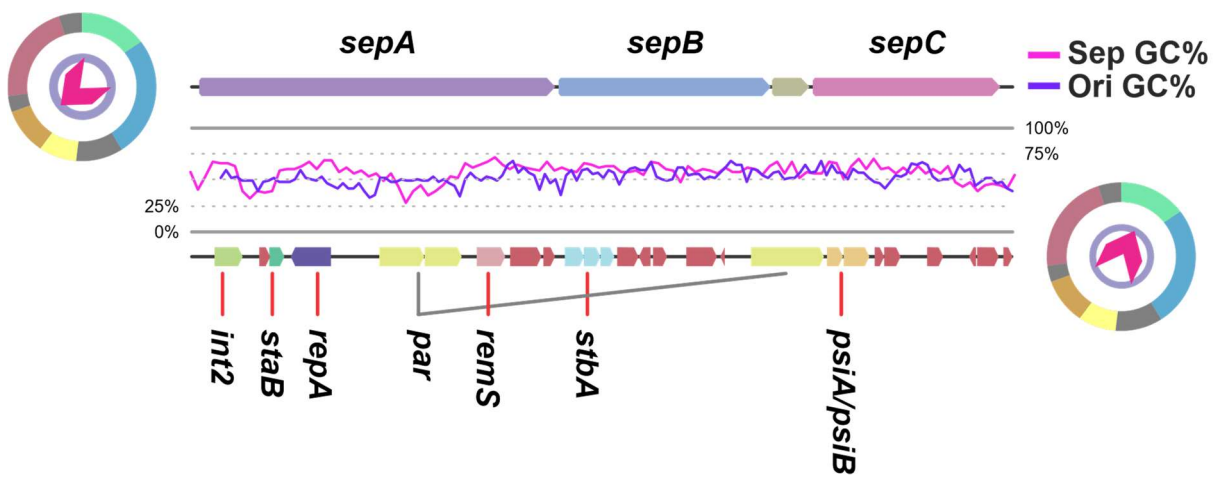 sepA
sepB
sepC
Sep GC%
Ori GC%
100%
75%
25%
0%
int2
staB
repA
par
remS
stbA
psiA/psiB